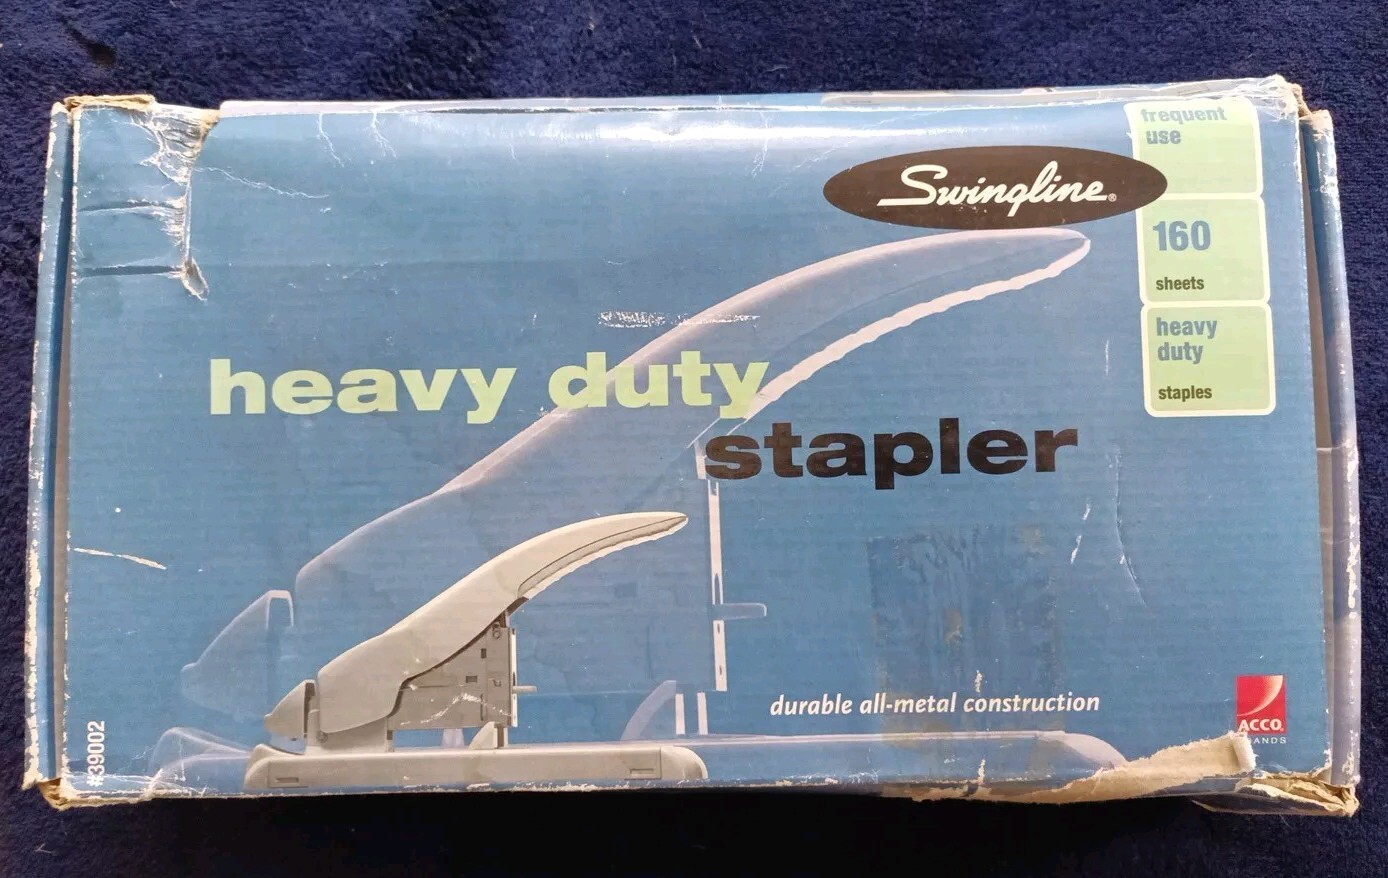 frequent
use
Swingline®
160
sheets
heavy
duty
staples
heavy duty
stapler
durable all-metal construction
ACCO
#39002